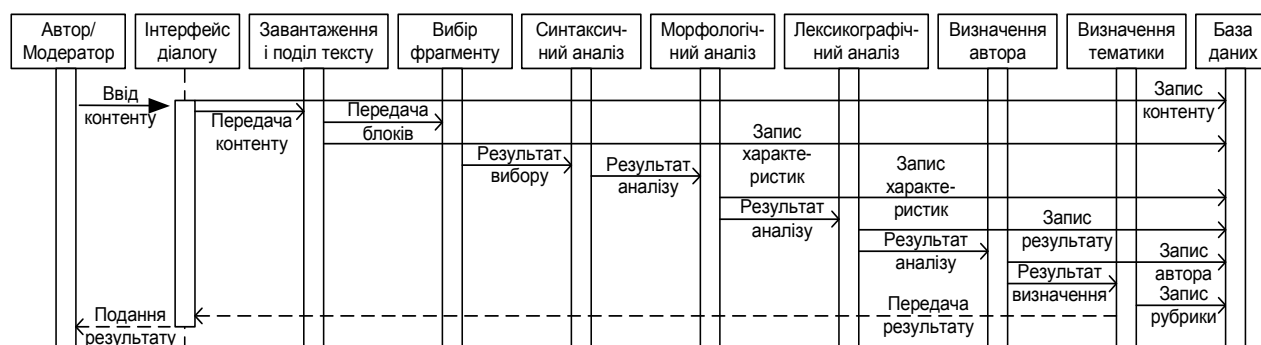 Автор/
Модератор
Інтерфейс
діалогу
Завантаження
і поділ тексту
Вибір
фрагменту
Синтаксич-
ний аналіз
Морфологіч-
ний аналіз
Лексикографіч-
ний аналіз
Визначення
автора
Визначення
тематики
База
даних
Ввід
контенту
Запис
контенту
Передача
контенту
Передача
блоків
Запис
характе-
ристик
Результат
вибору
Результат
аналізу
Запис
характе-
ристик
Результат
аналізу
Запис
результату
Результат
аналізу
Запис
автора
Результат
визначення
Запис
рубрики
Передача
результату
Подання
результату